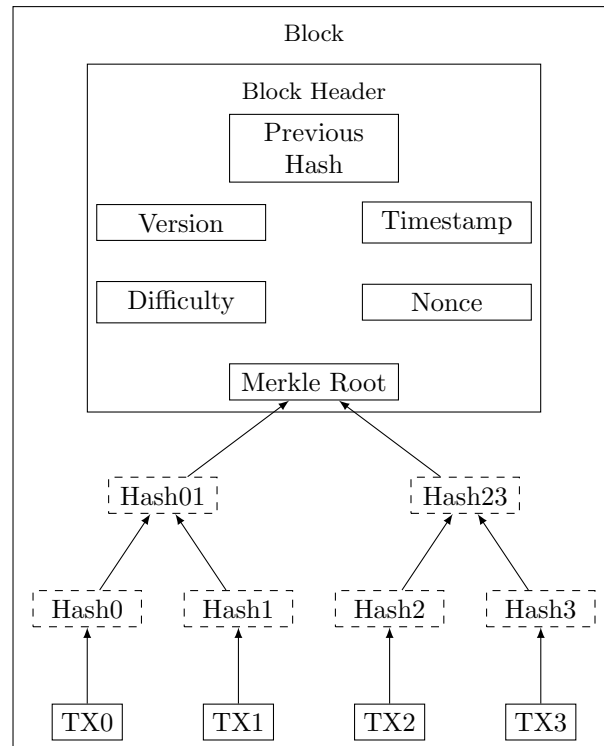 Block
Block Header
Previous
Hash
Version
Timestamp
Difficulty
Nonce
Merkle Root
Hash01
Hash23
Hash0
Hash1
Hash2
Hash3
TX0
TX1
TX2
TX3